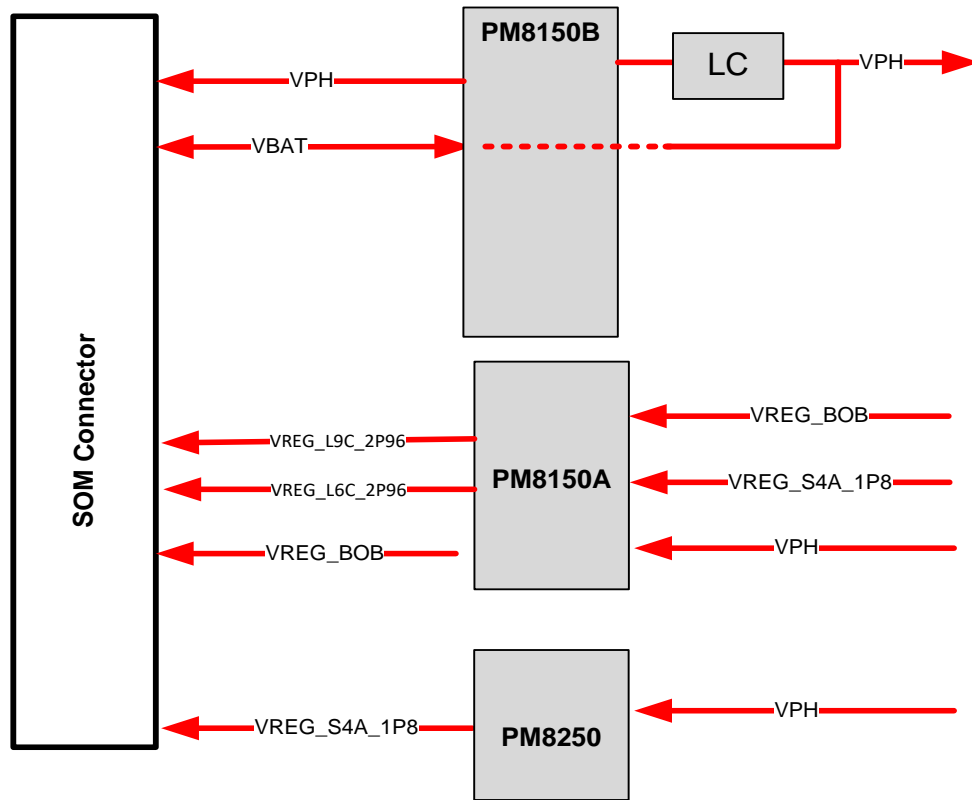 PM8150B
LC
VPH
VPH
VBAT
SOM Connector
VREG_BOB
VREG_L9C_2P96
PM8150A
VREG_S4A_1P8
VREG_L6C_2P96
VREG_BOB
VPH
VREG_S4A_1P8
PM8250
VPH